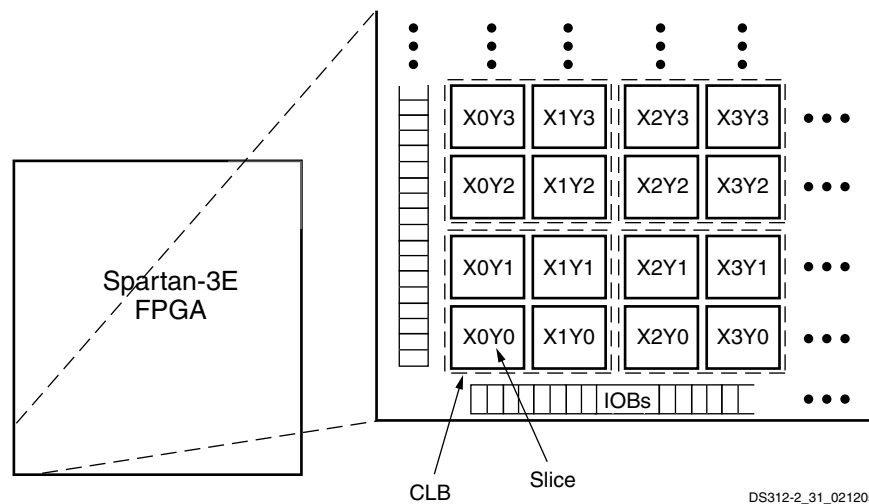 X0Y3 X1Y3 X2Y3 X3Y3
X0Y2 X1Y2 X2Y2 X3Y2
Spartan-3E
FPGA
X0Y1 X1Y1 X2Y1 X3Y1
X0Y0 X1Y0 X2Y0 X3Y0
IOBs
CLB
Slice
DS312-2_31_021205